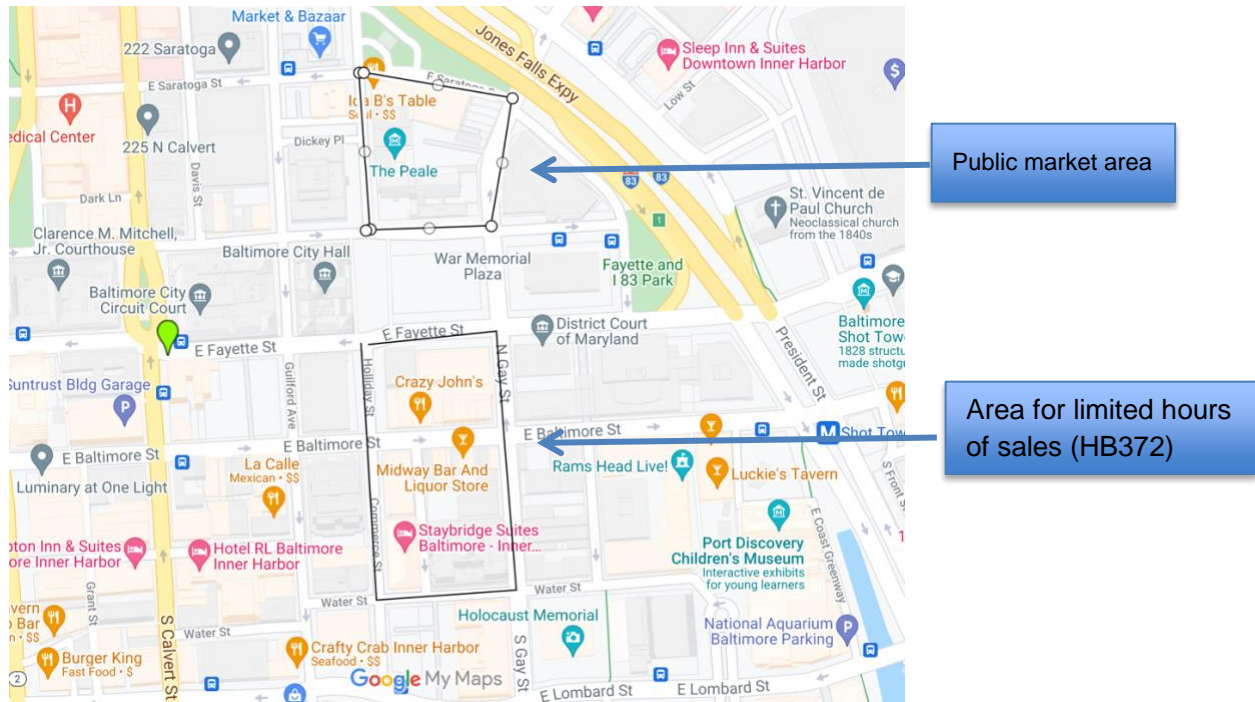 Market & Bazaar
222 Saratoga
Jones Falls Expy
Sleep Inn & Suites
Downtown Inner Harbor
E Saratoga St
E Saratoga St
Low St
Ida B's Table
Soul • $$
edical Center
225 N Calvert
Dickey Pl
The Peale
Davis St
Public market area
83
83
Dark Ln
1
St. Vincent de
Paul Church
Neoclassical church
from the 1840s
Clarence M. Mitchell,
Jr. Courthouse
Baltimore City Hall
War Memorial
Plaza
Fayette and
I 83 Park
Baltimore City
Circuit Court
E Fayette St
E Fayette St
District Court
of Maryland
President St
Baltimore
Shot Tow
1828 structu
made shotgu
Suntrust Bldg Garage
Guilford Ave
Holliday St
N Gay St
Crazy John's
E Baltimore St
E Baltimore St
E Baltimore St
M
Shot Tow
Area for limited hours
of sales (HB372)
La Calle
Mexican • $$
Midway Bar And
Liquor Store
Rams Head Live!
Luckie's Tavern
S Front St
Luminary at One Light
Commerce St
Staybridge Suites
Baltimore - Inner...
E Coast Greenway
1
pton Inn & Suites
ore Inner Harbor
Hotel RL Baltimore
Inner Harbor
Port Discovery
Children's Museum
Interactive exhibits
for young learners
Grant St
Water St
Water St
Water St
Holocaust Memorial
S Gay St
National Aquarium
Baltimore Parking
vern
Bar
n • $$
S Calvert St
Crafty Crab Inner Harbor
Seafood • $$
Burger King
Fast Food • $
2
Google My Maps
E Lombard St
E Lombard St